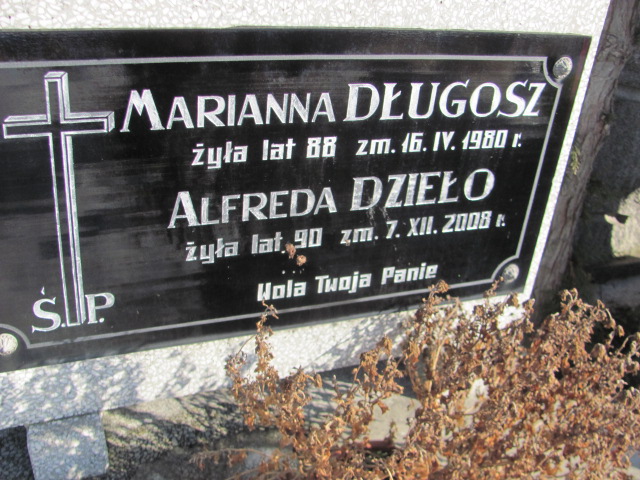 MARIANNA DŁUGOSZ
żyła lat 88 zm. 16. IV. 1980 r.
ALFREDA DZIEŁO
żyła lat. 90 zm. 7. XII. 2008 r.
Wola Twoja Panie
Ś.P.